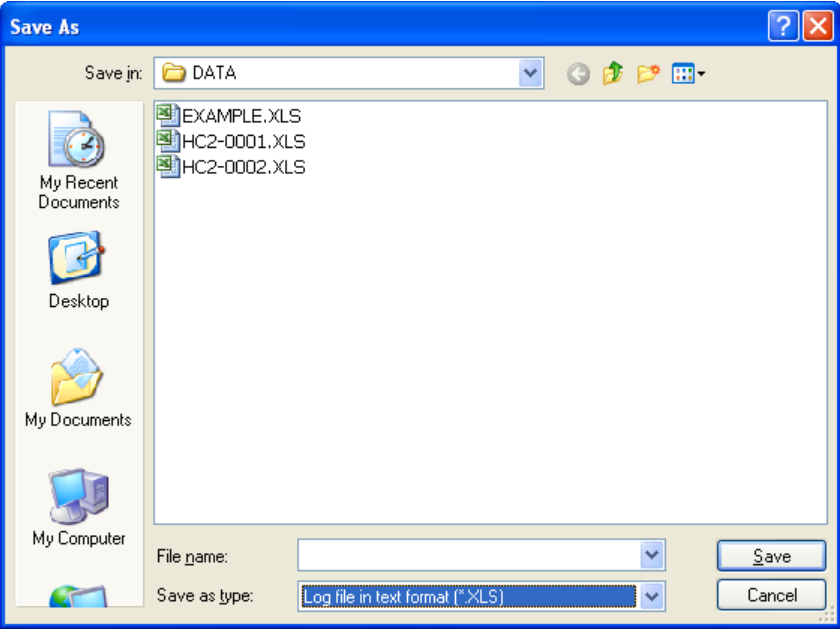 Save As
Save in:
DATA
EXAMPLE.XLS
HC2-0001.XLS
HC2-0002.XLS
My Recent
Documents
Desktop
My Documents
My Computer
File name:
Save
Save as type:
Log file in text format (*.XLS)
Cancel